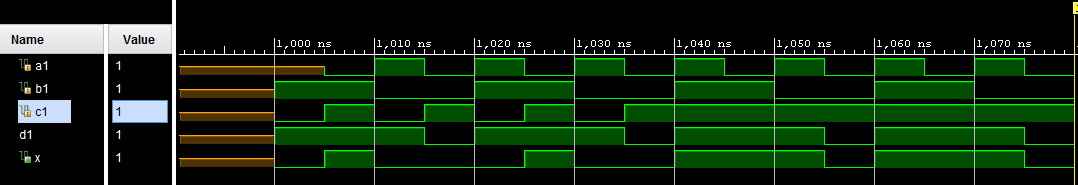 Name Value
1,000 ns 1,010 ns 1,020 ns 1,030 ns 1,040 ns 1,050 ns 1,060 ns 1,070 ns
a1 1
b1 1
c1 1
d1 1
x 1